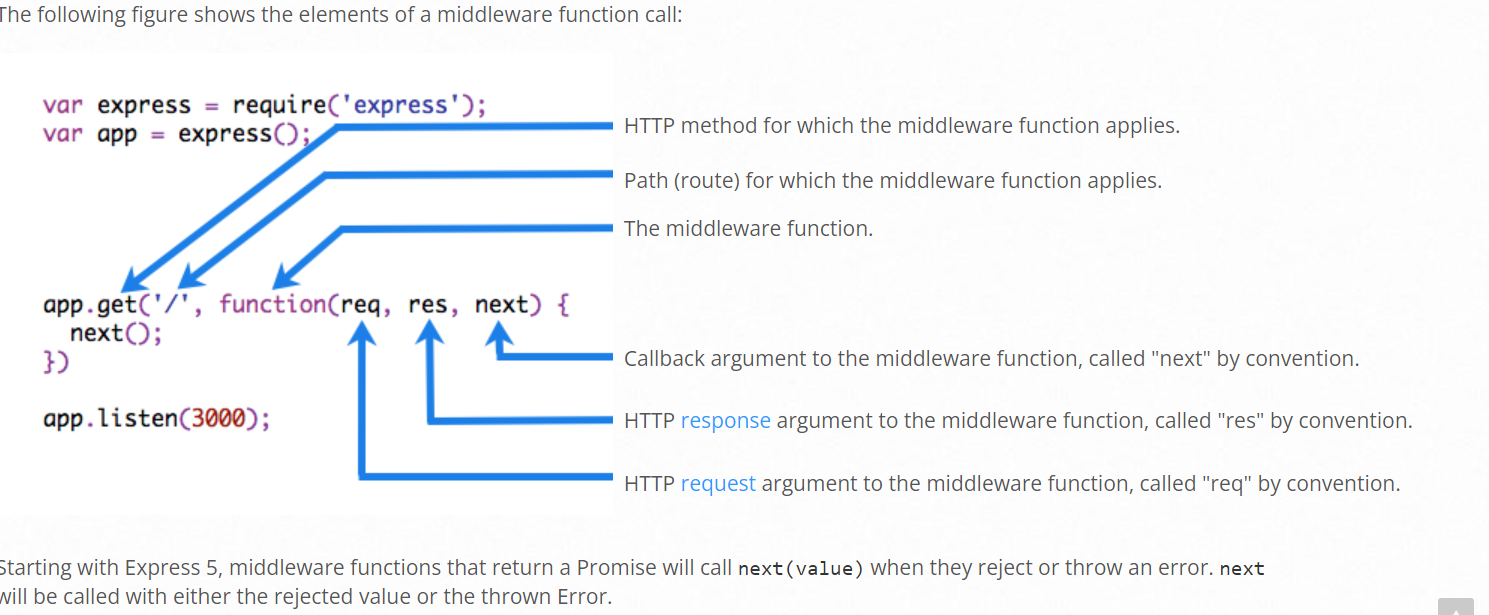 The following figure shows the elements of a middleware function call:
var express = require('express');
var app = express();
HTTP method for which the middleware function applies.
Path (route) for which the middleware function applies.
The middleware function.
app.get('/', function(req, res, next) {
next();
})
app.listen(3000);
Callback argument to the middleware function, called "next" by convention.
HTTP response argument to the middleware function, called "res" by convention.
HTTP request argument to the middleware function, called "req" by convention.
Starting with Express 5, middleware functions that return a Promise will call next(value) when they reject or throw an error. next
will be called with either the rejected value or the thrown Error.